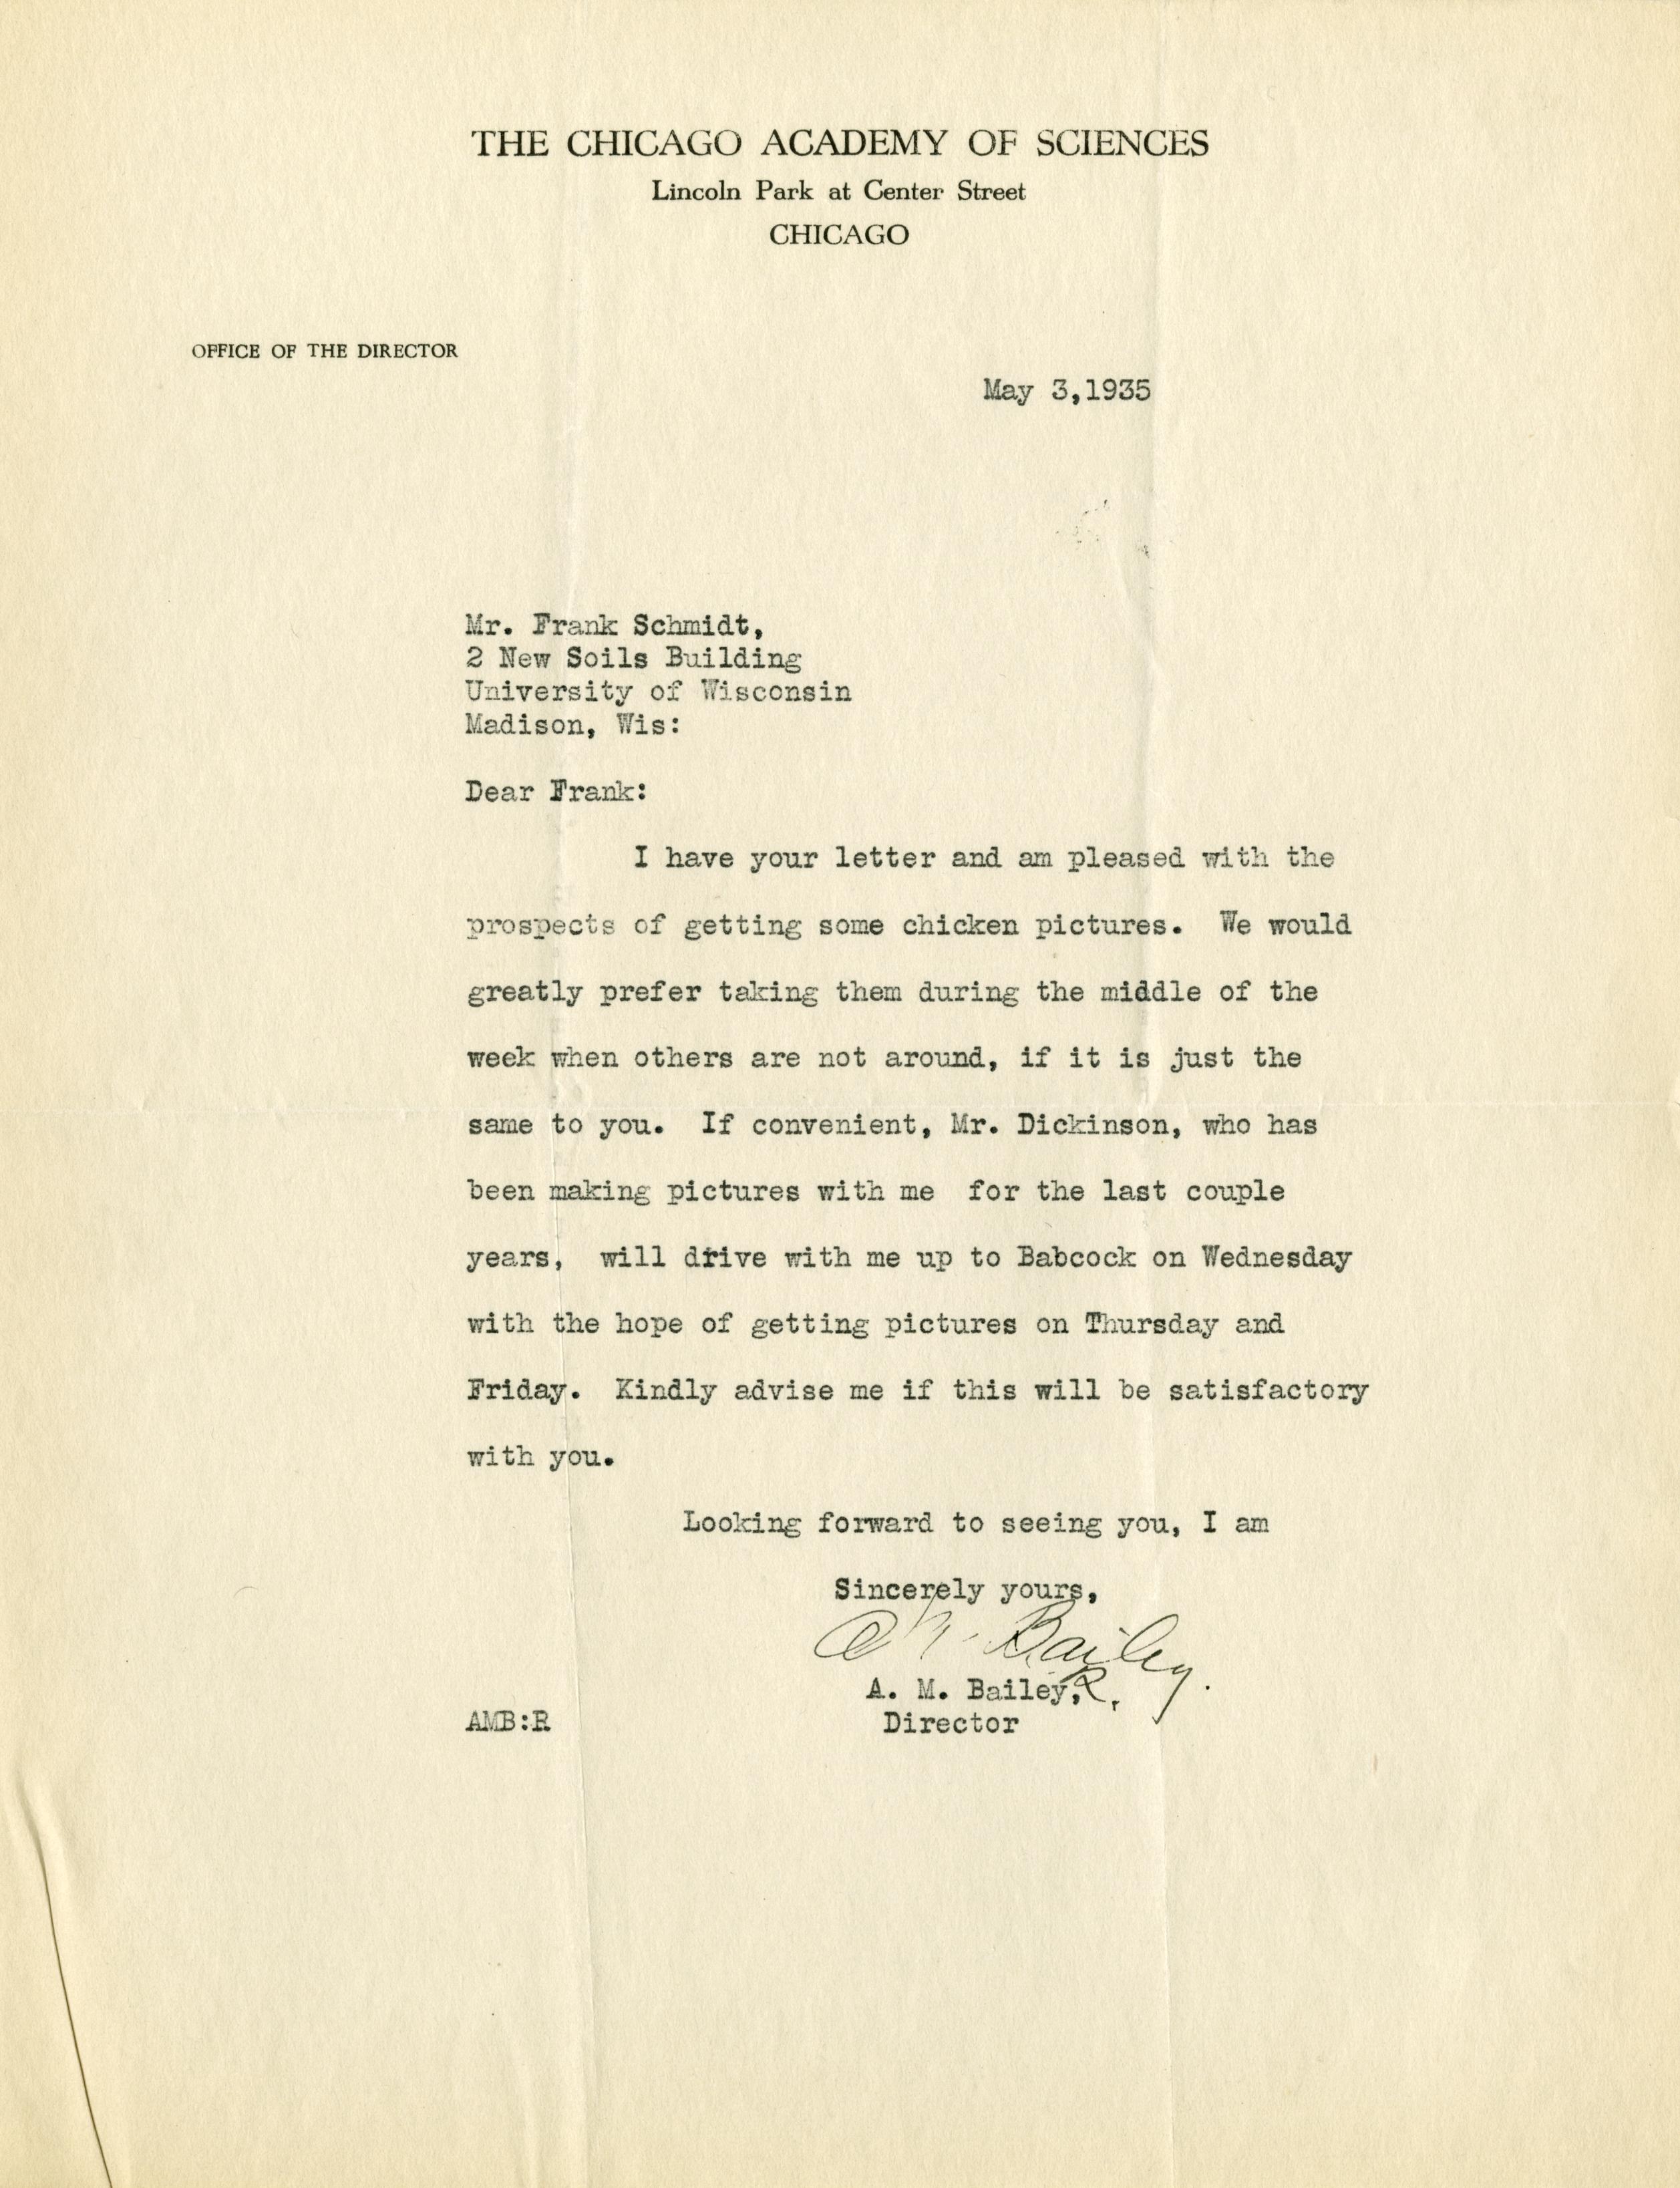 THE CHICAGO ACADEMY OF SCIENCES
Lincoln Park at Center Street
CHICAGO
OFFICE OF THE DIRECTOR
May 3,1935
Mr. Frank Schmidt,
2 New Soils Building
University of Wisconsin
Madison, Wis:
Dear Frank:
I have your letter and am pleased with the
prospects of getting some chicken pictures. We would
greatly prefer taking them during the middle of the
week when others are not around, if it is just the
same to you. If convenient, Mr. Dickinson, who has
been making pictures with me for the last couple
years, will drive with me up to Babcock on Wednesday
with the hope of getting pictures on Thursday and
Friday. Kindly advise me if this will be satisfactory
with you.
Looking forward to seeing you, I am
Sincerely yours,
A M Bailey.
R.
A. M. Bailey,
AMB:R
Director